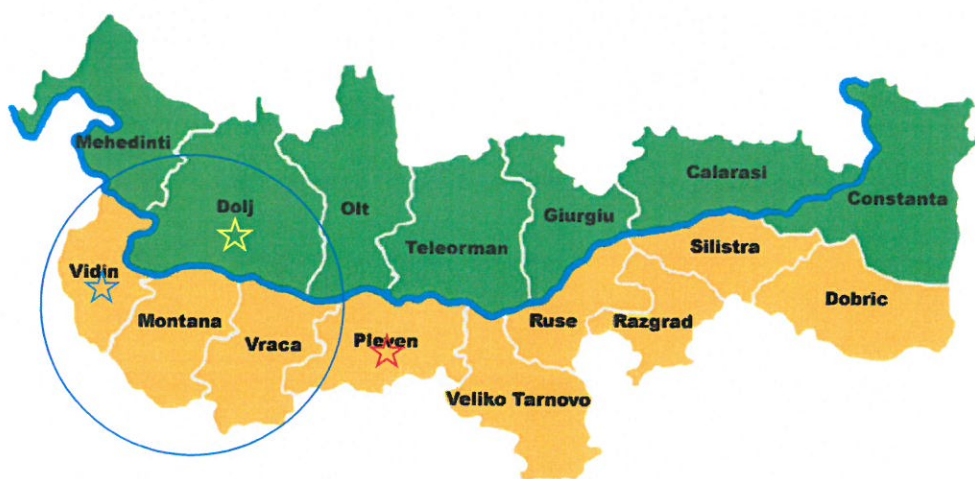 Mehedinti
Dolj
Olt
Teleorman
Giurgiu
Calarasi
Constanta
Vidin
Montana
Vraca
Pleven
Veliko Tarnovo
Ruse
Razgrad
Silistra
Dobric